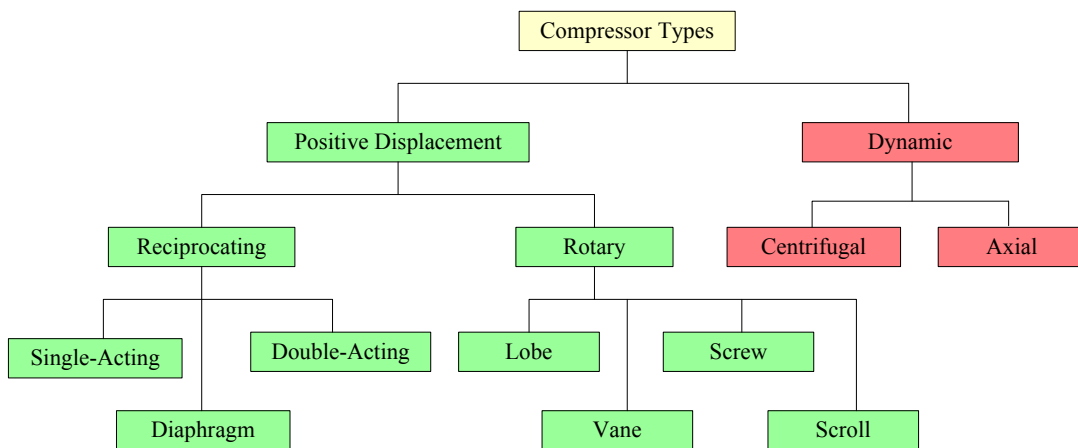 Compressor Types
Positive Displacement
Dynamic
Reciprocating
Rotary
Centrifugal
Axial
Single-Acting
Double-Acting
Lobe
Screw
Diaphragm
Vane
Scroll